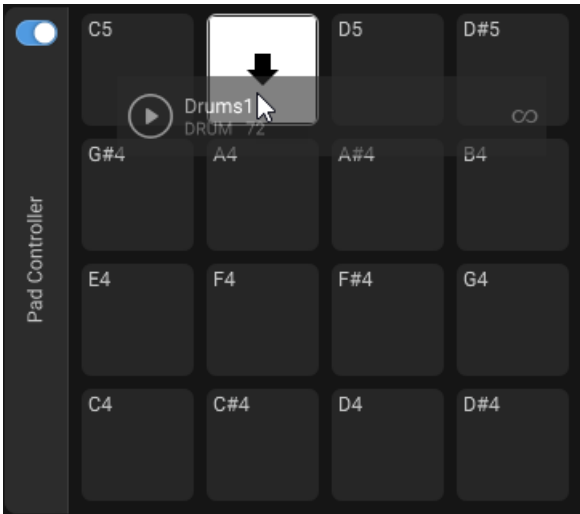 C5
D5
D#5
Drums1
DRUM 72
G#4
A4
A#4
B4
Pad Controller
E4
F4
F#4
G4
C4
C#4
D4
D#4